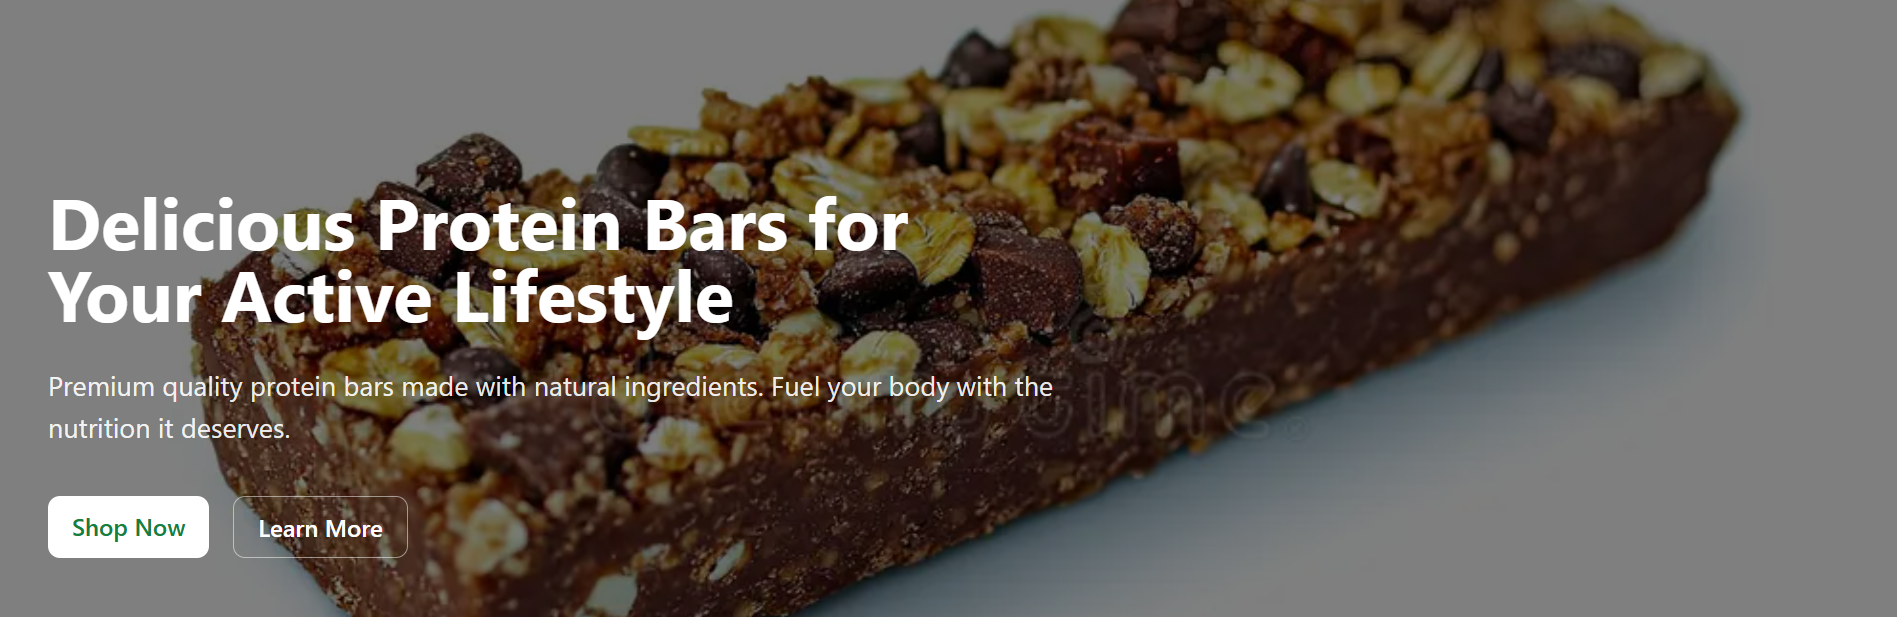 Delicious Protein Bars for
Your Active Lifestyle
Premium quality protein bars made with natural ingredients. Fuel your body with the
nutrition it deserves.
Shop Now
Learn More